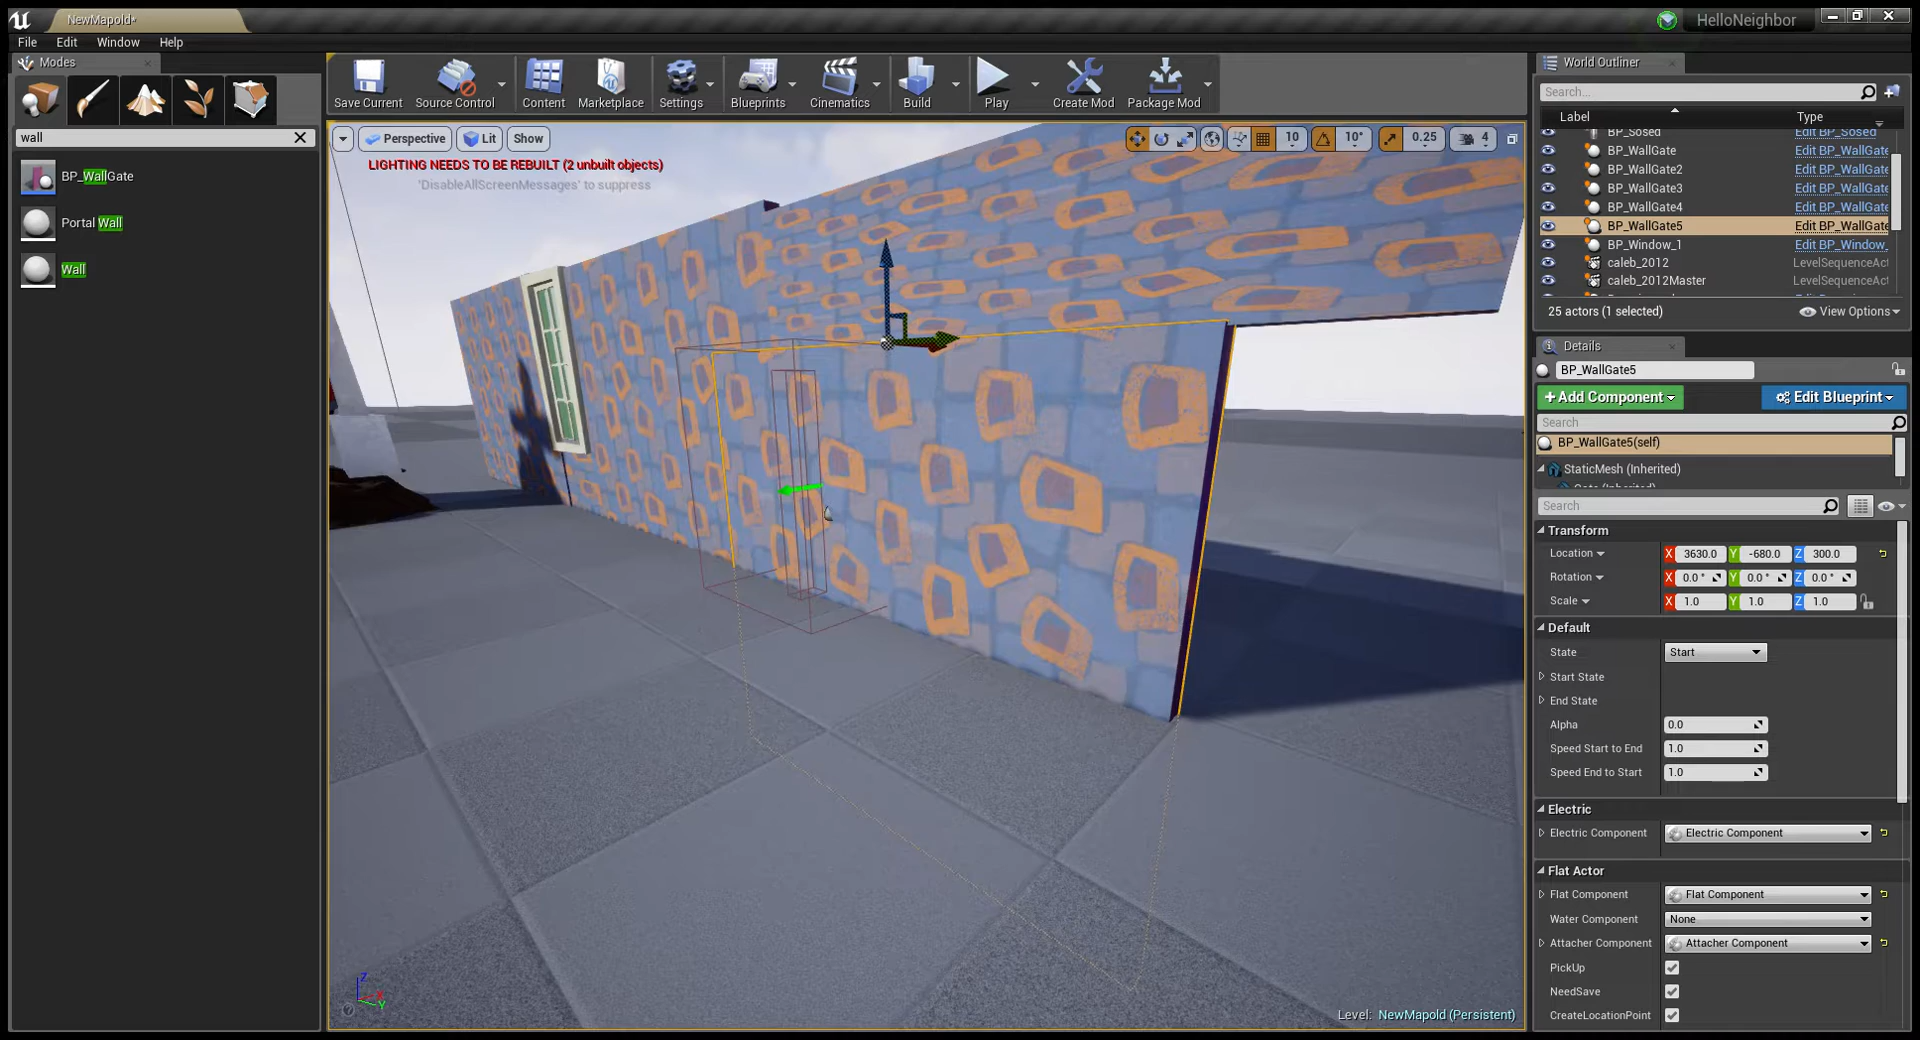 NewMapold*
HelloNeighbor
File Edit Window Help
Modes
wall
BP_WallGate
Portal Wall
Wall
Save Current
Source Control
Content
Marketplace
Settings
Blueprints
Cinematics
Build
Play
Create Mod
Package Mod
Perspective
Lit
Show
10
10°
0.25
4
LIGHTING NEEDS TO BE REBUILT (2 unbuilt objects)
'DisableAllScreenMessages' to suppress
Level: NewMapold (Persistent)
World Outliner
Search...
Label Type
BP_Sosed Edit BP_Sosed
BP_WallGate Edit BP_WallGate
BP_WallGate2 Edit BP_WallGate
BP_WallGate3 Edit BP_WallGate
BP_WallGate4 Edit BP_WallGate
BP_WallGate5 Edit BP_WallGate
BP_Window_1 Edit BP_Window_
caleb_2012 LevelSequenceAct
caleb_2012Master LevelSequenceAct
25 actors (1 selected)
View Options
Details
BP_WallGate5
+Add Component
Edit Blueprint
Search
BP_WallGate5(self)
StaticMesh (Inherited)
Search
Transform
Location X 3630.0 Y -680.0 Z 300.0
Rotation X 0.0° Y 0.0° Z 0.0°
Scale X 1.0 Y 1.0 Z 1.0
Default
State Start
Start State
End State
Alpha 0.0
Speed Start to End 1.0
Speed End to Start 1.0
Electric
Electric Component Electric Component
Flat Actor
Flat Component Flat Component
Water Component None
Attacher Component Attacher Component
PickUp
NeedSave
CreateLocationPoint
Z
X
Y